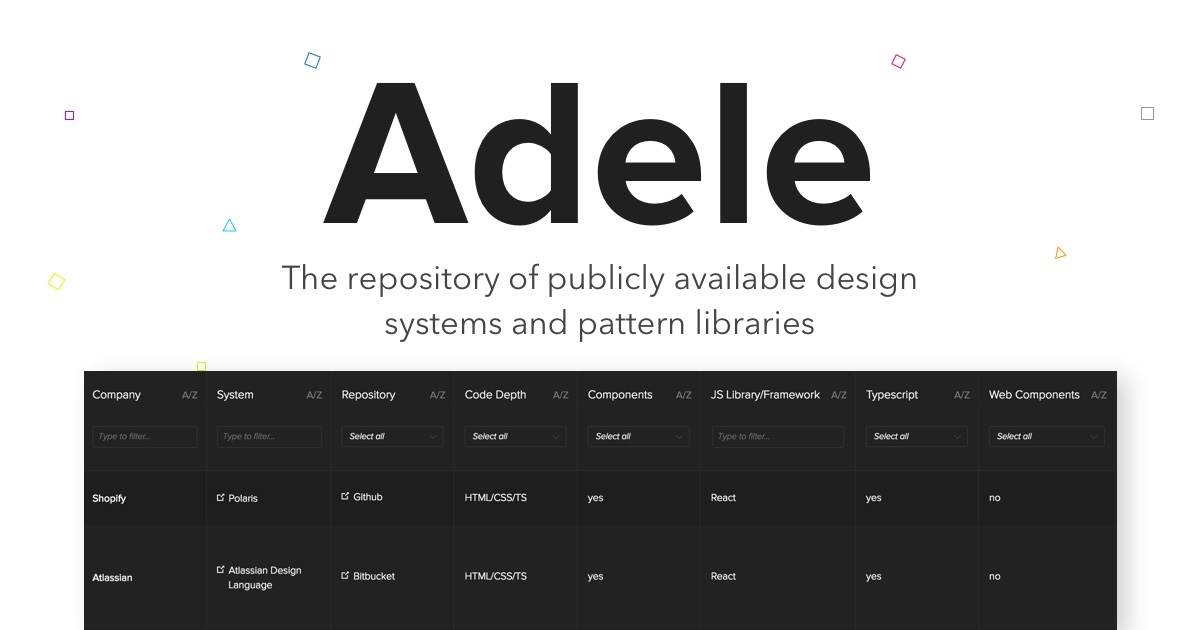 Adele
The repository of publicly available design
systems and pattern libraries
Company A/Z System A/Z Repository A/Z Code Depth A/Z Components A/Z JS Library/Framework A/Z Typescript A/Z Web Components A/Z
Type to filter... Type to filter... Select all Select all Select all Type to filter... Select all Select all
Shopify Polaris Github HTML/CSS/TS yes React yes no
Atlassian Atlassian Design Bitbucket HTML/CSS/TS yes React yes no
Language